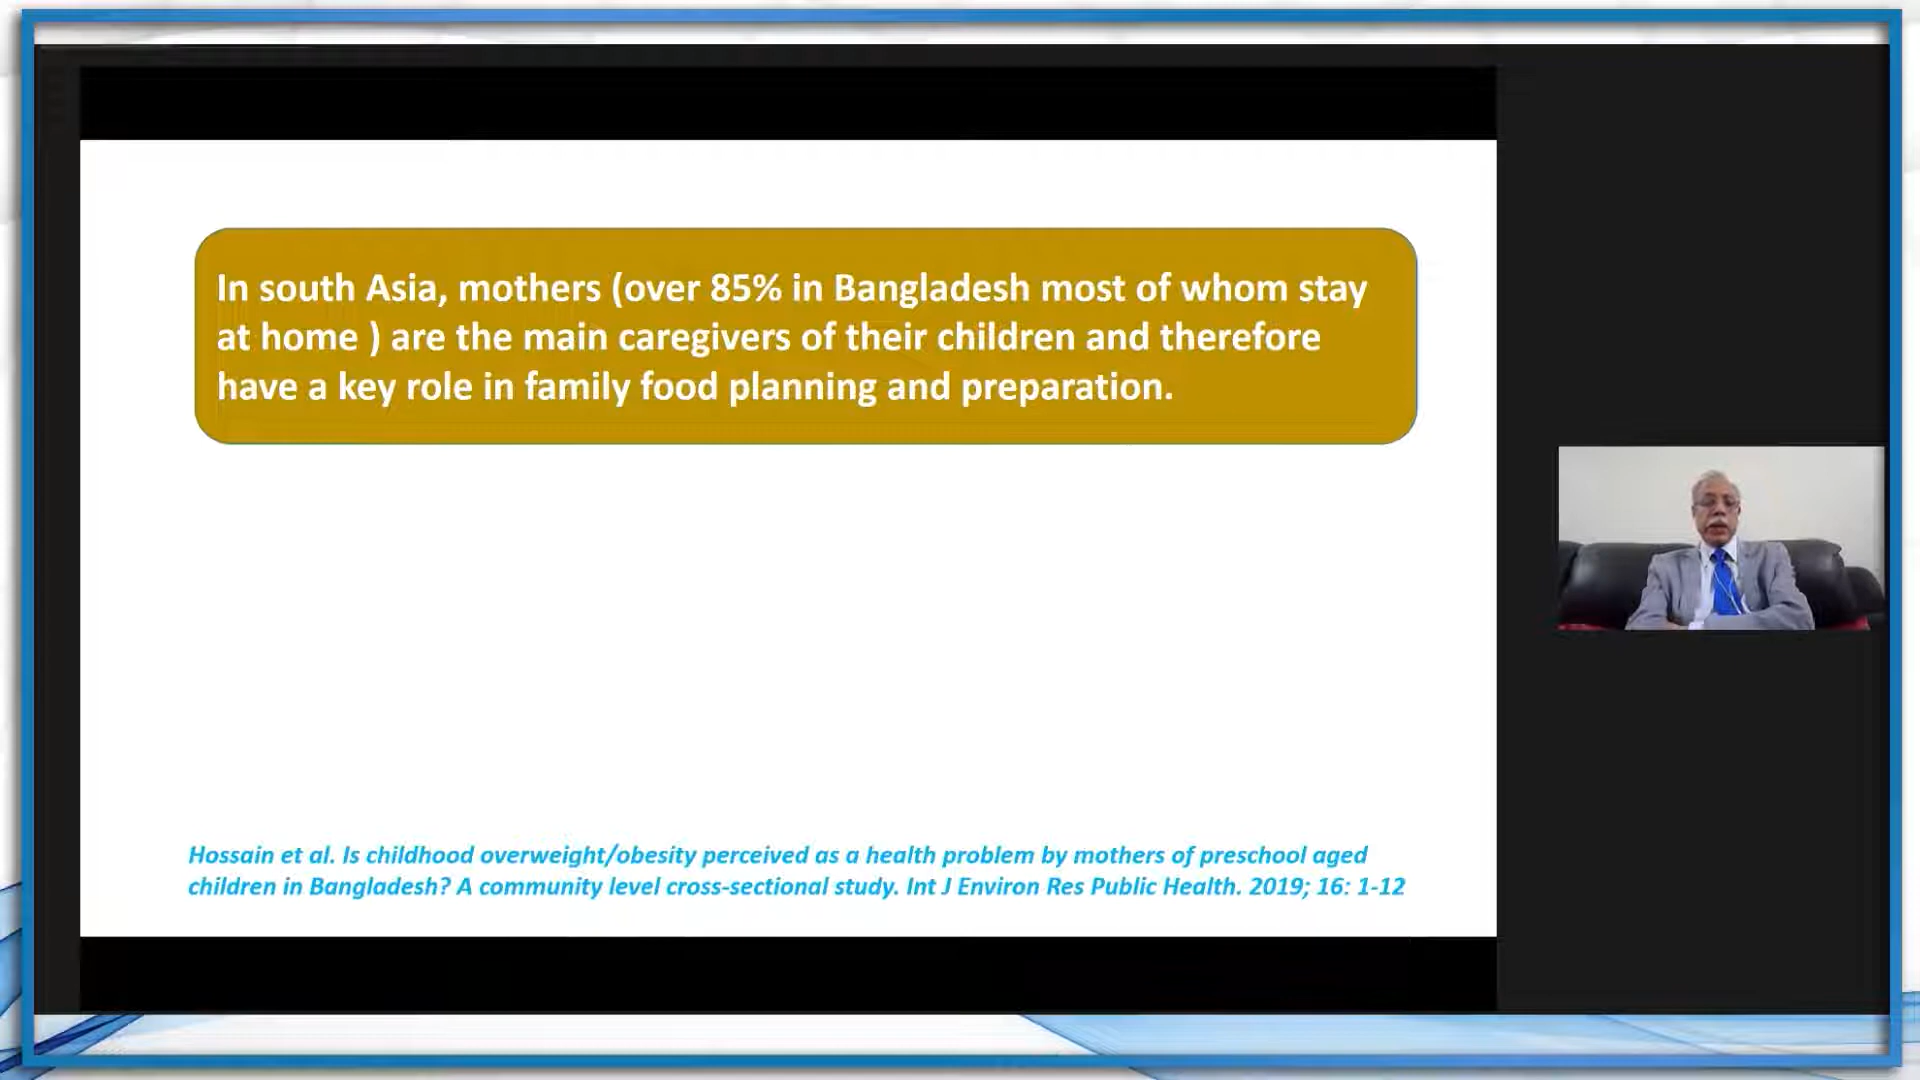 In south Asia, mothers (over 85% in Bangladesh most of whom stay
at home ) are the main caregivers of their children and therefore
have a key role in family food planning and preparation.
Hossain et al. Is childhood overweight/obesity perceived as a health problem by mothers of preschool aged
children in Bangladesh? A community level cross-sectional study. Int J Environ Res Public Health. 2019; 16: 1-12